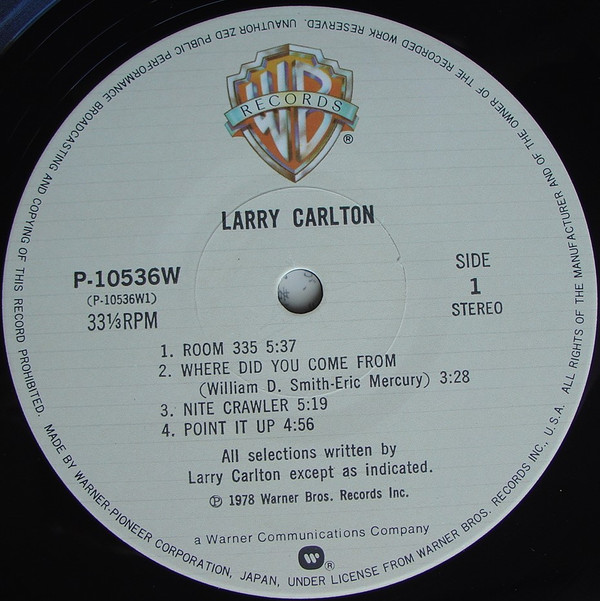 WB
RECORDS
®
LARRY CARLTON
P-10536W
(P-10536W1)
33⅓RPM
SIDE
1
STEREO
1. ROOM 335 5:37
2. WHERE DID YOU COME FROM
(William D. Smith-Eric Mercury) 3:28
3. NITE CRAWLER 5:19
4. POINT IT UP 4:56
All selections written by
Larry Carlton except as indicated.
Ⓟ 1978 Warner Bros. Records Inc.
a Warner Communications Company
®
ALL RIGHTS OF THE MANUFACTURER AND OF THE OWNER OF THE RECORDED WORK RESERVED. UNAUTHORIZED PUBLIC PERFORMANCE BROADCASTING AND COPYING OF THIS RECORD PROHIBITED. MADE BY WARNER-PIONEER CORPORATION, JAPAN, UNDER LICENSE FROM WARNER BROS. RECORDS INC., U.S.A.